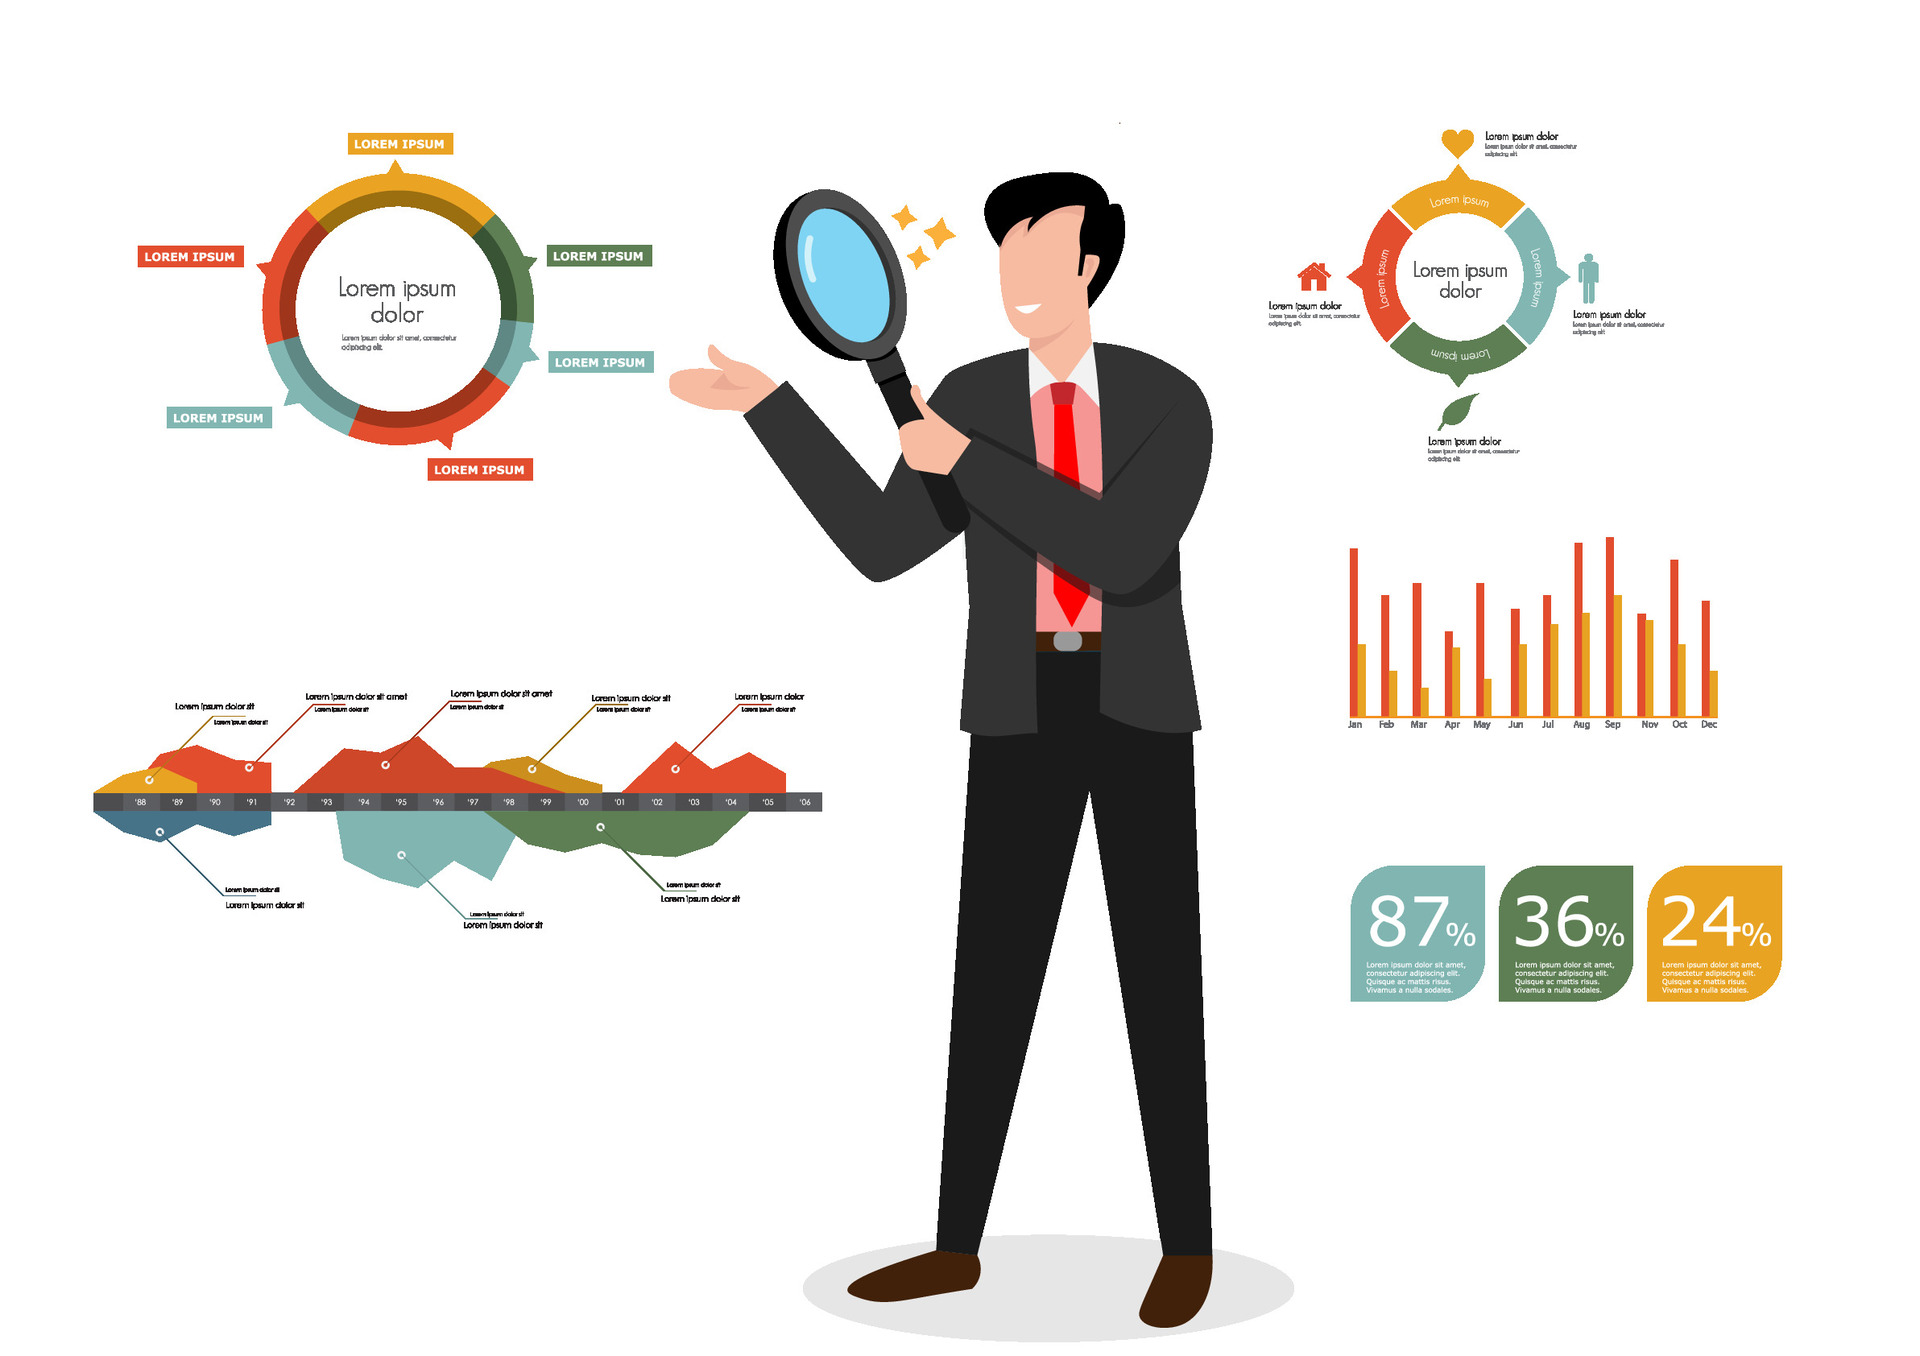 LOREM IPSUM
LOREM IPSUM
LOREM IPSUM
LOREM IPSUM
LOREM IPSUM
LOREM IPSUM
Lorem ipsum
dolor
Lorem ipsum dolor sit amet, consectetur
adipiscing elit.
Lorem ipsum dolor
Lorem ipsum dolor sit amet, consectetur
adipiscing elit.
Lorem ipsum
Lorem ipsum
Lorem ipsum
Lorem ipsum
Lorem ipsum
dolor
Lorem ipsum dolor
Lorem ipsum dolor sit amet, consectetur
adipiscing elit.
Lorem ipsum dolor
Lorem ipsum dolor sit amet, consectetur
adipiscing elit.
Lorem ipsum dolor
Lorem ipsum dolor sit amet, consectetur
adipiscing elit.
Jan Feb Mar Apr May Jun Jul Aug Sep Nov Oct Dec
Lorem ipsum dolor sit
Lorem ipsum dolor sit
Lorem ipsum dolor sit amet
Lorem ipsum dolor sit
Lorem ipsum dolor sit amet
Lorem ipsum dolor sit
Lorem ipsum dolor sit
Lorem ipsum dolor sit
Lorem ipsum dolor
Lorem ipsum dolor sit
'88 '89 '90 '91 '92 '93 '94 '95 '96 '97 '98 '99 '00 '01 '02 '03 '04 '05 '06
Lorem ipsum dolor sit
Lorem ipsum dolor sit
Lorem ipsum dolor sit
Lorem ipsum dolor sit
Lorem ipsum dolor sit
Lorem ipsum dolor sit
87%
Lorem ipsum dolor sit amet,
consectetur adipiscing elit.
Quisque ac mattis risus.
Vivamus a nulla sodales.
36%
Lorem ipsum dolor sit amet,
consectetur adipiscing elit.
Quisque ac mattis risus.
Vivamus a nulla sodales.
24%
Lorem ipsum dolor sit amet,
consectetur adipiscing elit.
Quisque ac mattis risus.
Vivamus a nulla sodales.